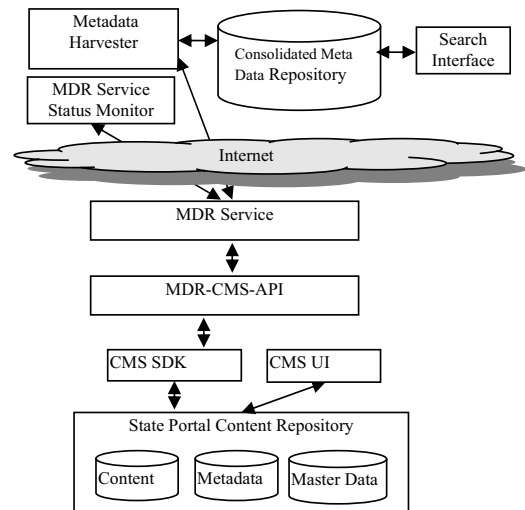 Metadata
Harvester
Consolidated Meta
Data Repository
Search
Interface
MDR Service
Status Monitor
Internet
MDR Service
MDR-CMS-API
CMS SDK
CMS UI
State Portal Content Repository
Content
Metadata
Master Data